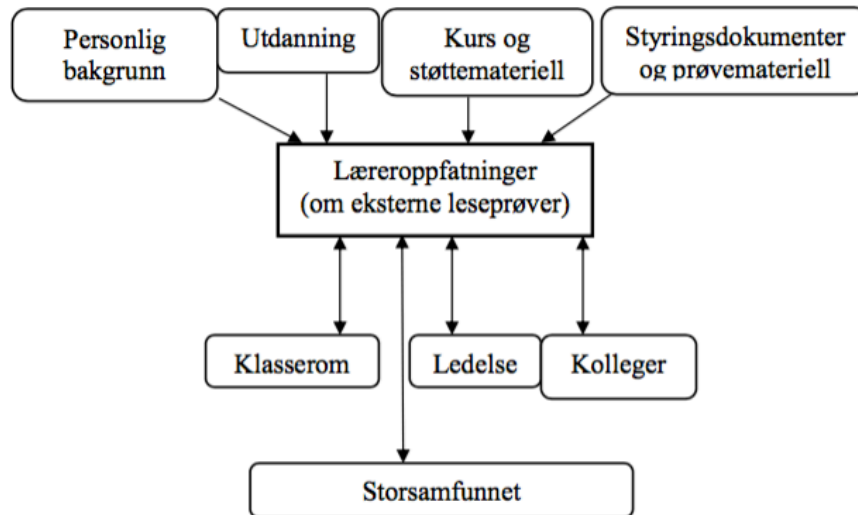 Personlig
bakgrunn
Utdanning
Kurs og
støttemateriell
Styringsdokumenter
og prøvemateriell
Læreroppfatninger
(om eksterne leseprøver)
Klasserom
Ledelse
Kolleger
Storsamfunnet